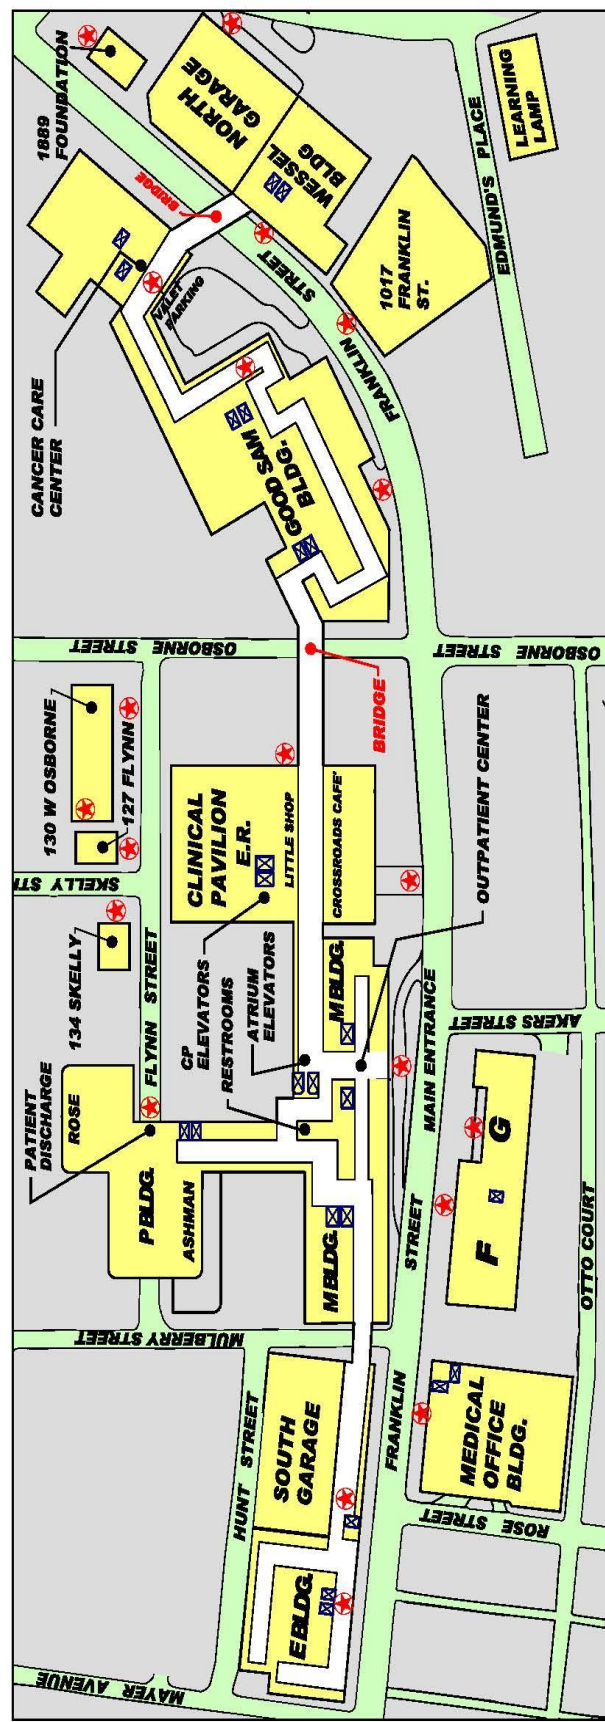 1889
FOUNDATION
NORTH
GARAGE
WESSEL
BLDG
LEARNING
LAMP
EDMUND'S PLACE
1017
FRANKLIN
ST.
BRIDGE
VALET
PARKING
CANCER CARE
CENTER
FRANKLIN STREET
GOOD SAM
BLDG.
OSBORNE STREET
OSBORNE STREET
BRIDGE
130 W OSBORNE
127 FLYNN
CLINICAL
PAVILION
E.R.
LITTLE SHOP
CROSSROADS CAFE'
OUTPATIENT CENTER
SKELLY ST
134 SKELLY
FLYNN STREET
CP
ELEVATORS
RESTROOMS
ATRIUM
ELEVATORS
M BLDG.
MAIN ENTRANCE
AKERS STREET
PATIENT
DISCHARGE
ROSE
P BLDG.
ASHMAN
M BLDG.
F
G
OTTO COURT
MULBERRY STREET
FRANKLIN STREET
HUNT STREET
SOUTH
GARAGE
MEDICAL
OFFICE
BLDG.
ROSE STREET
E BLDG.
MAYER AVENUE